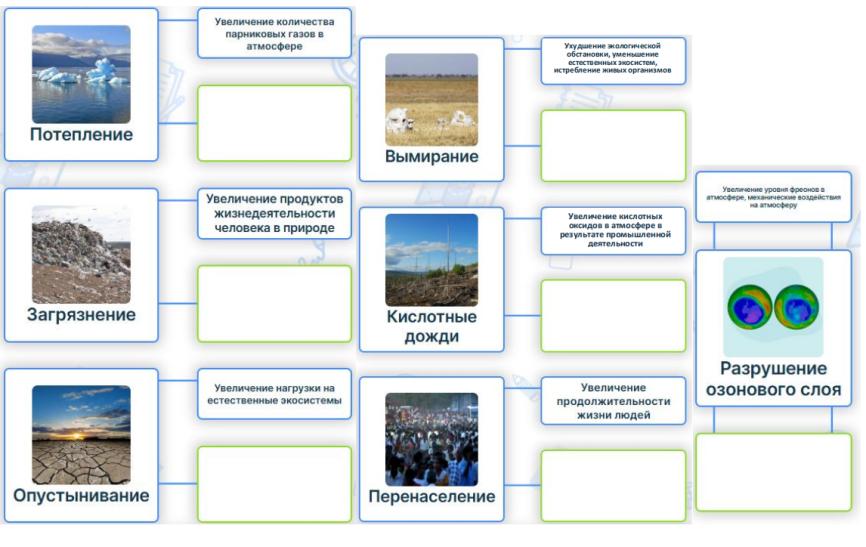 Увеличение количества
парниковых газов в
атмосфере
Потепление
Увеличение продуктов
жизнедеятельности
человека в природе
Загрязнение
Увеличение нагрузки на
естественные экосистемы
Опустынивание
Ухудшение экологической
обстановки, уменьшение
естественных экосистем,
истребление живых организмов
Вымирание
Увеличение кислотных
оксидов в атмосфере в
результате промышленной
деятельности
Кислотные
дожди
Увеличение
продолжительности
жизни людей
Перенаселение
Увеличение уровня фреонов в
атмосфере, механические воздействия
на атмосферу
Разрушение
озонового слоя